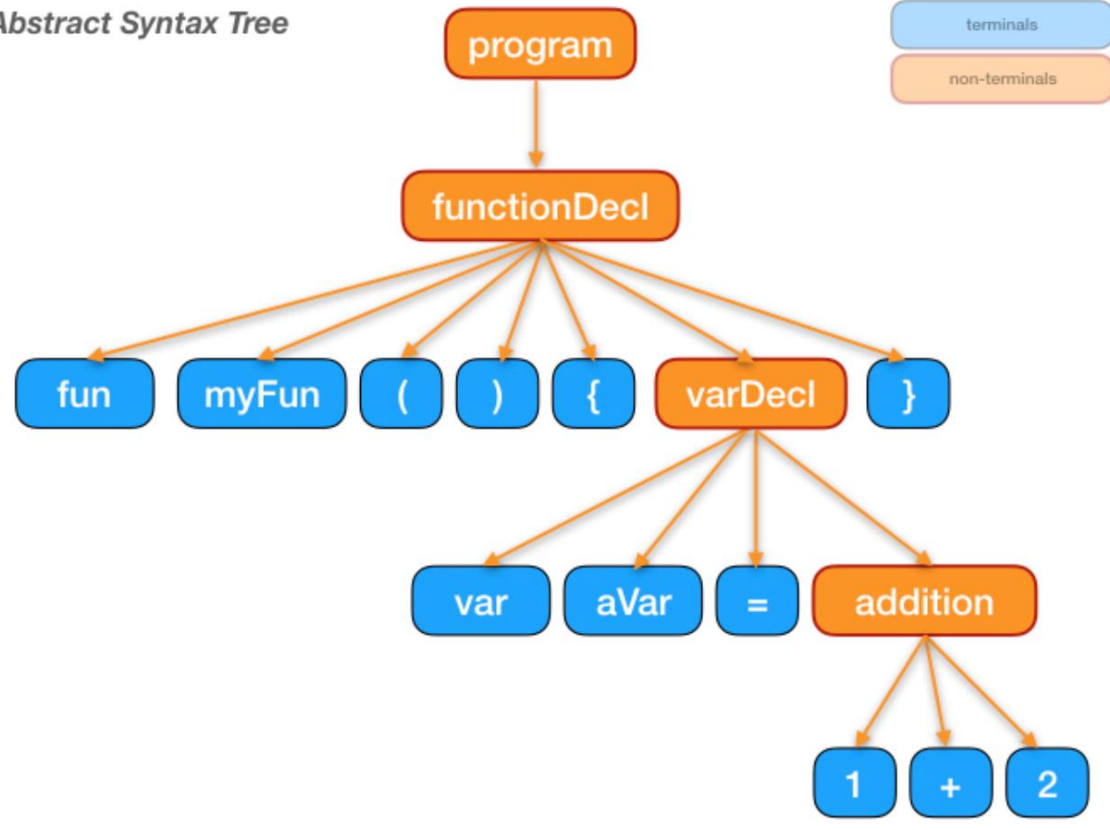 Abstract Syntax Tree
terminals
non-terminals
program
functionDecl
fun myFun ( ) { varDecl }
var aVar = addition
1 + 2